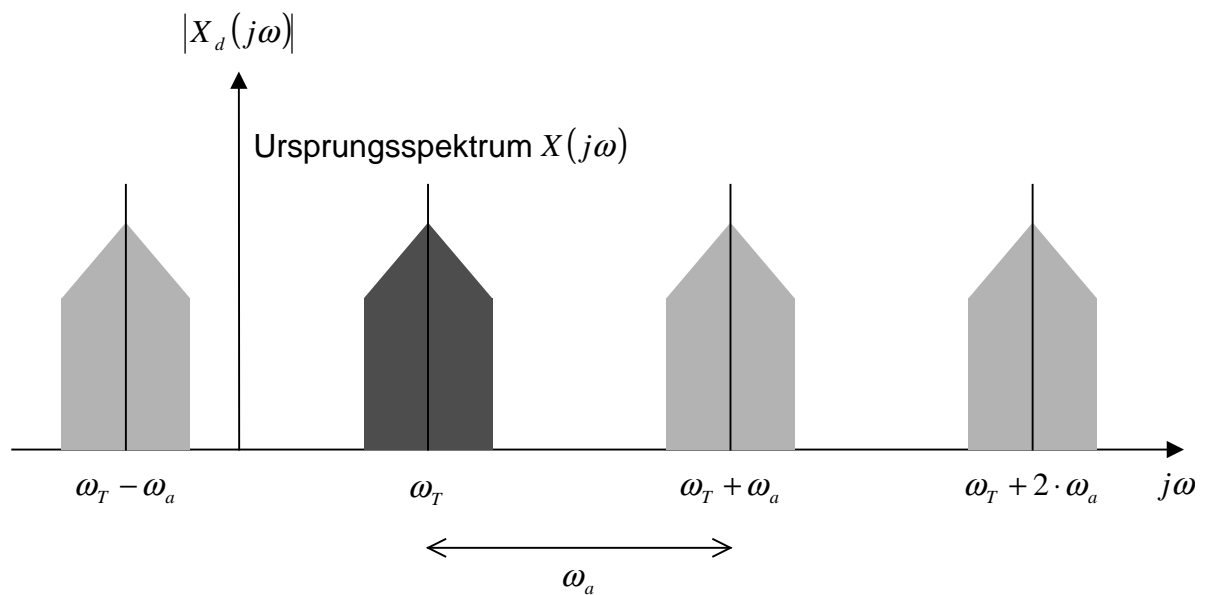 |X_d(jω)|
Ursprungsspektrum X(jω)
ω_T − ω_a
ω_T
ω_T + ω_a
ω_T + 2 · ω_a
jω
ω_a